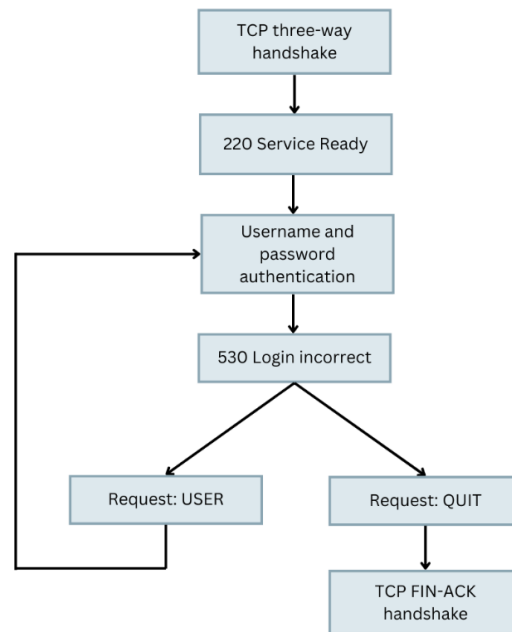 TCP three-way
handshake
220 Service Ready
Username and
password
authentication
530 Login incorrect
Request: USER
Request: QUIT
TCP FIN-ACK
handshake